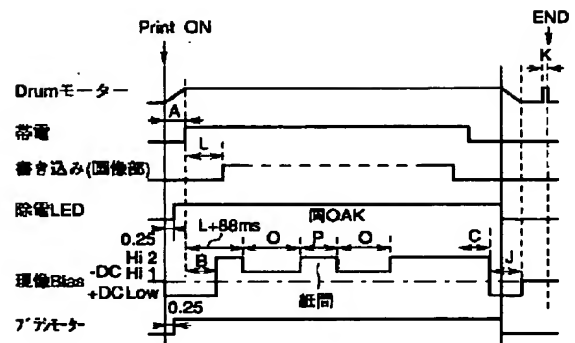 Print ON
END
K
Drumモーター
A
帯電
L
書き込み(画像部)
除電LED
0.25
L+88ms
B
O
P
O
C
J
Hi 2
-DC Hi 1
現像Bias
+DC Low
紙間
0.25